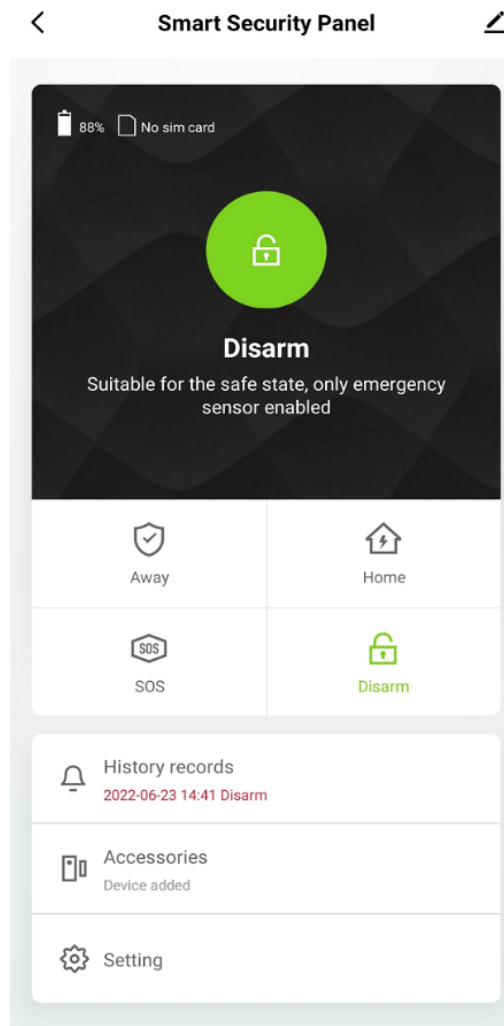 Smart Security Panel
88% No sim card
Disarm
Suitable for the safe state, only emergency
sensor enabled
Away Home
SOS
SOS Disarm
History records
2022-06-23 14:41 Disarm
Accessories
Device added
Setting